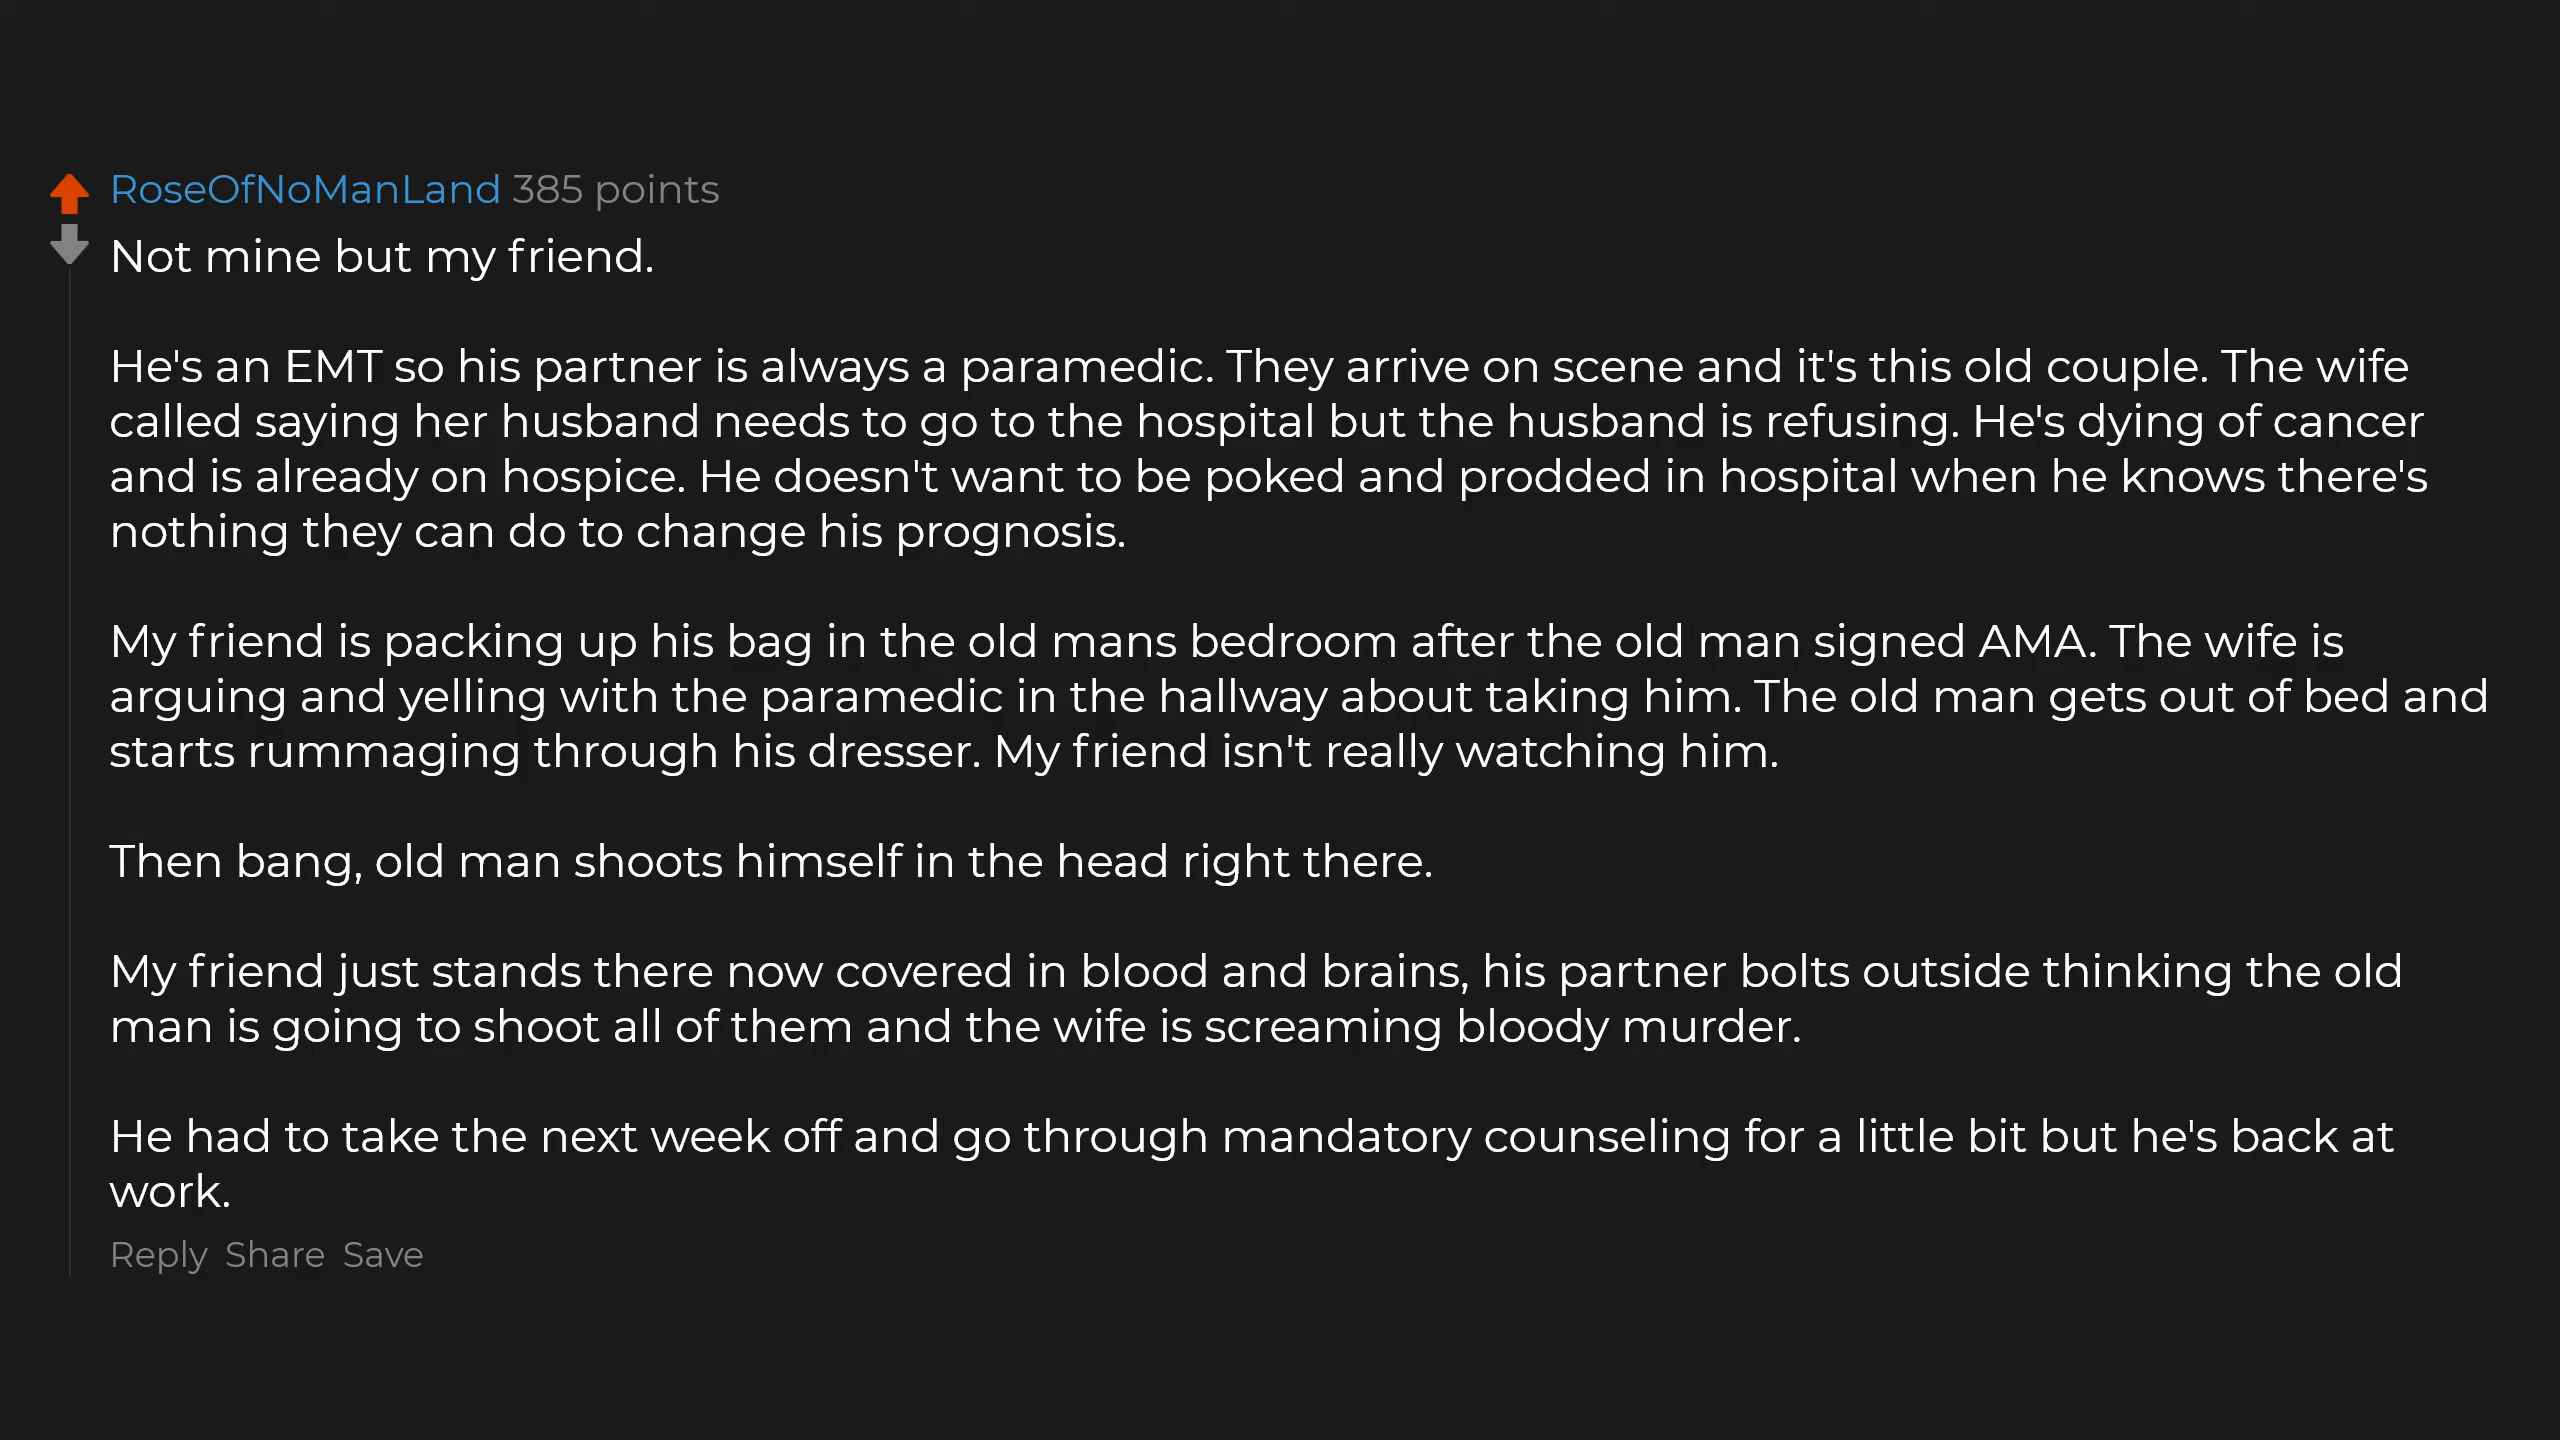 RoseOfNoManLand 385 points
Not mine but my friend.
He's an EMT so his partner is always a paramedic. They arrive on scene and it's this old couple. The wife
called saying her husband needs to go to the hospital but the husband is refusing. He's dying of cancer
and is already on hospice. He doesn't want to be poked and prodded in hospital when he knows there's
nothing they can do to change his prognosis.
My friend is packing up his bag in the old mans bedroom after the old man signed AMA. The wife is
arguing and yelling with the paramedic in the hallway about taking him. The old man gets out of bed and
starts rummaging through his dresser. My friend isn't really watching him.
Then bang, old man shoots himself in the head right there.
My friend just stands there now covered in blood and brains, his partner bolts outside thinking the old
man is going to shoot all of them and the wife is screaming bloody murder.
He had to take the next week off and go through mandatory counseling for a little bit but he's back at
work.
Reply Share Save